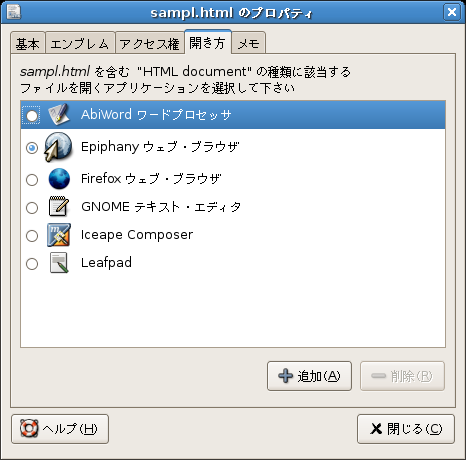 sampl.html のプロパティ
基本 エンブレム アクセス権 開き方 メモ
sampl.html を含む "HTML document" の種類に該当する
ファイルを開くアプリケーションを選択して下さい
AbiWord ワードプロセッサ
Epiphany ウェブ・ブラウザ
Firefox ウェブ・ブラウザ
GNOME テキスト・エディタ
Iceape Composer
Leafpad
追加(A) 削除(R)
ヘルプ(H) 閉じる(C)